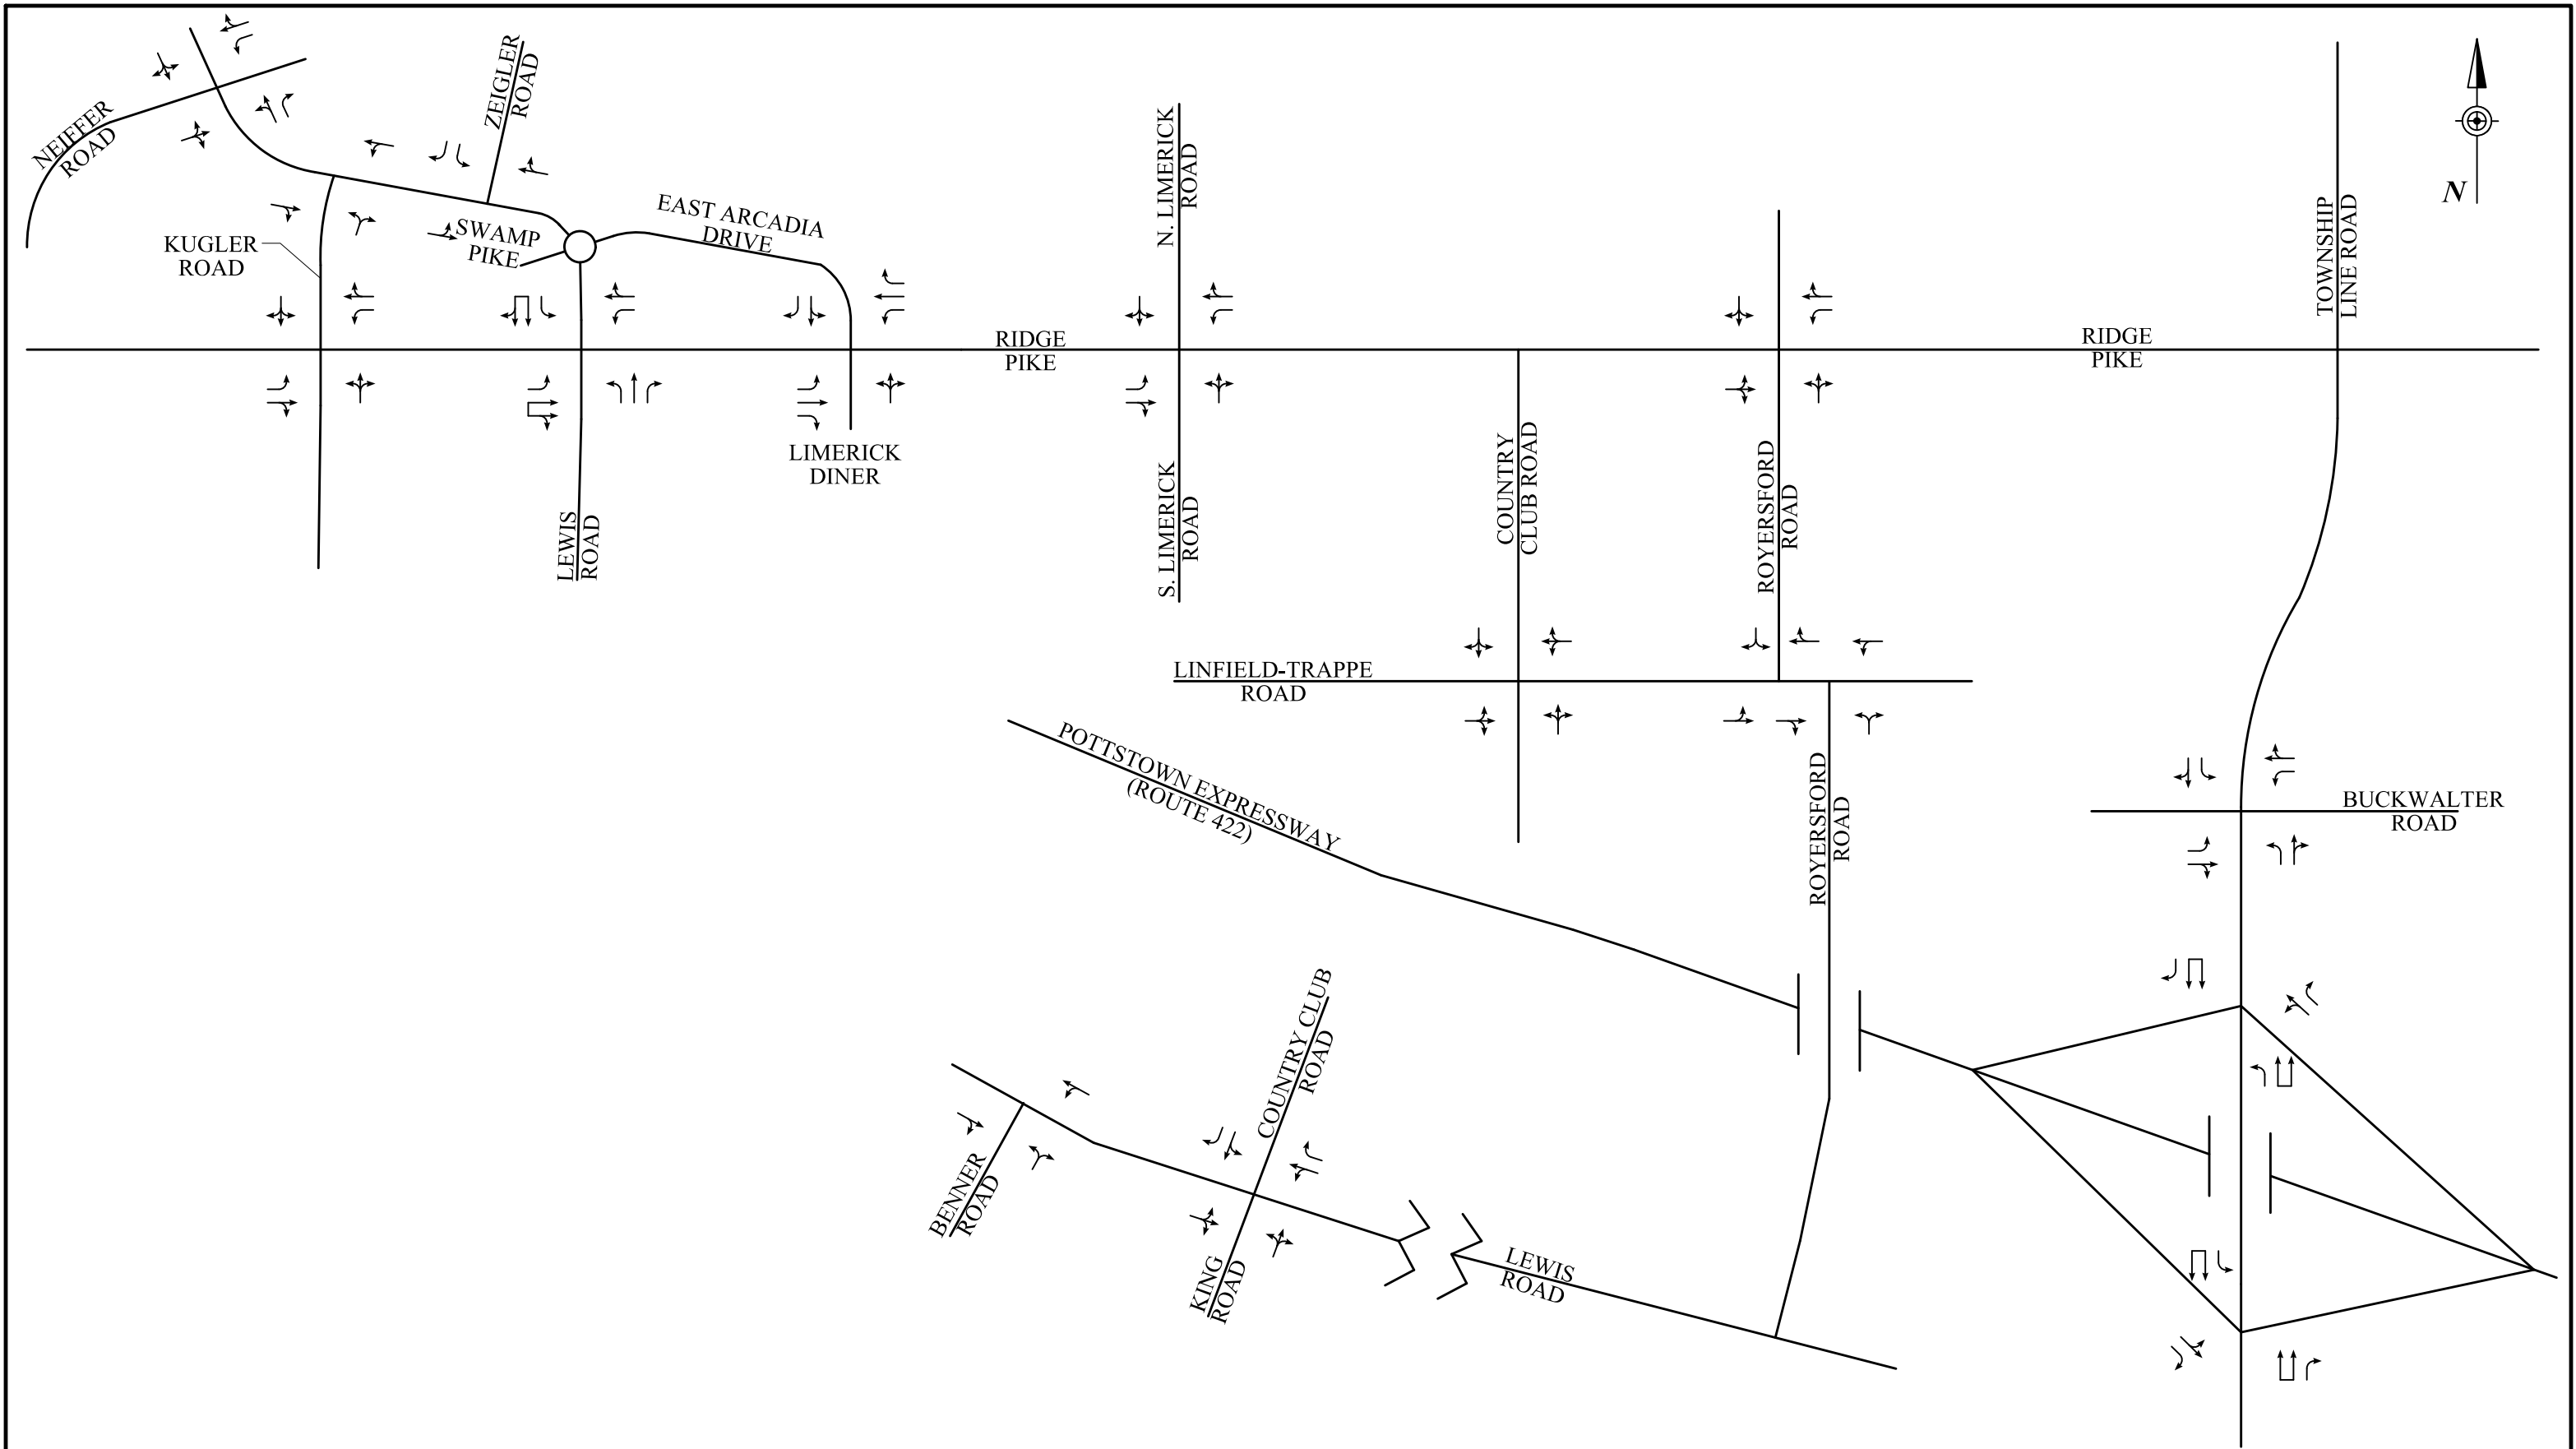 NEIFFER
ROAD
ZEIGLER
ROAD
KUGLER
ROAD
SWAMP
PIKE
EAST ARCADIA
DRIVE
N. LIMERICK
ROAD
TOWNSHIP
LINE ROAD
N
RIDGE
PIKE
RIDGE
PIKE
LIMERICK
DINER
LEWIS
ROAD
S. LIMERICK
ROAD
COUNTRY
CLUB ROAD
ROYERSFORD
ROAD
LINFIELD-TRAPPE
ROAD
POTTSTOWN EXPRESSWAY
(ROUTE 422)
ROYERSFORD
ROAD
BUCKWALTER
ROAD
COUNTRY CLUB
ROAD
BENNER
ROAD
KING
ROAD
LEWIS
ROAD